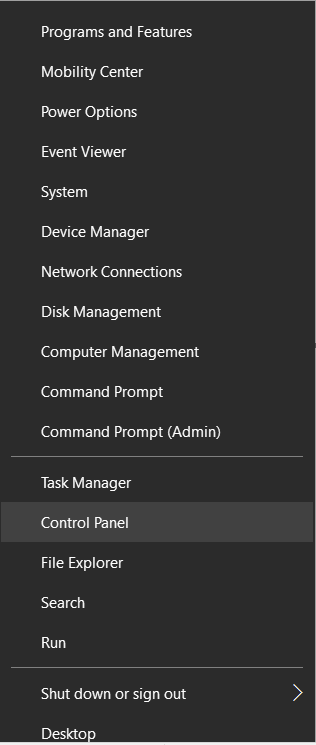 Programs and Features
Mobility Center
Power Options
Event Viewer
System
Device Manager
Network Connections
Disk Management
Computer Management
Command Prompt
Command Prompt (Admin)
Task Manager
Control Panel
File Explorer
Search
Run
Shut down or sign out
Desktop